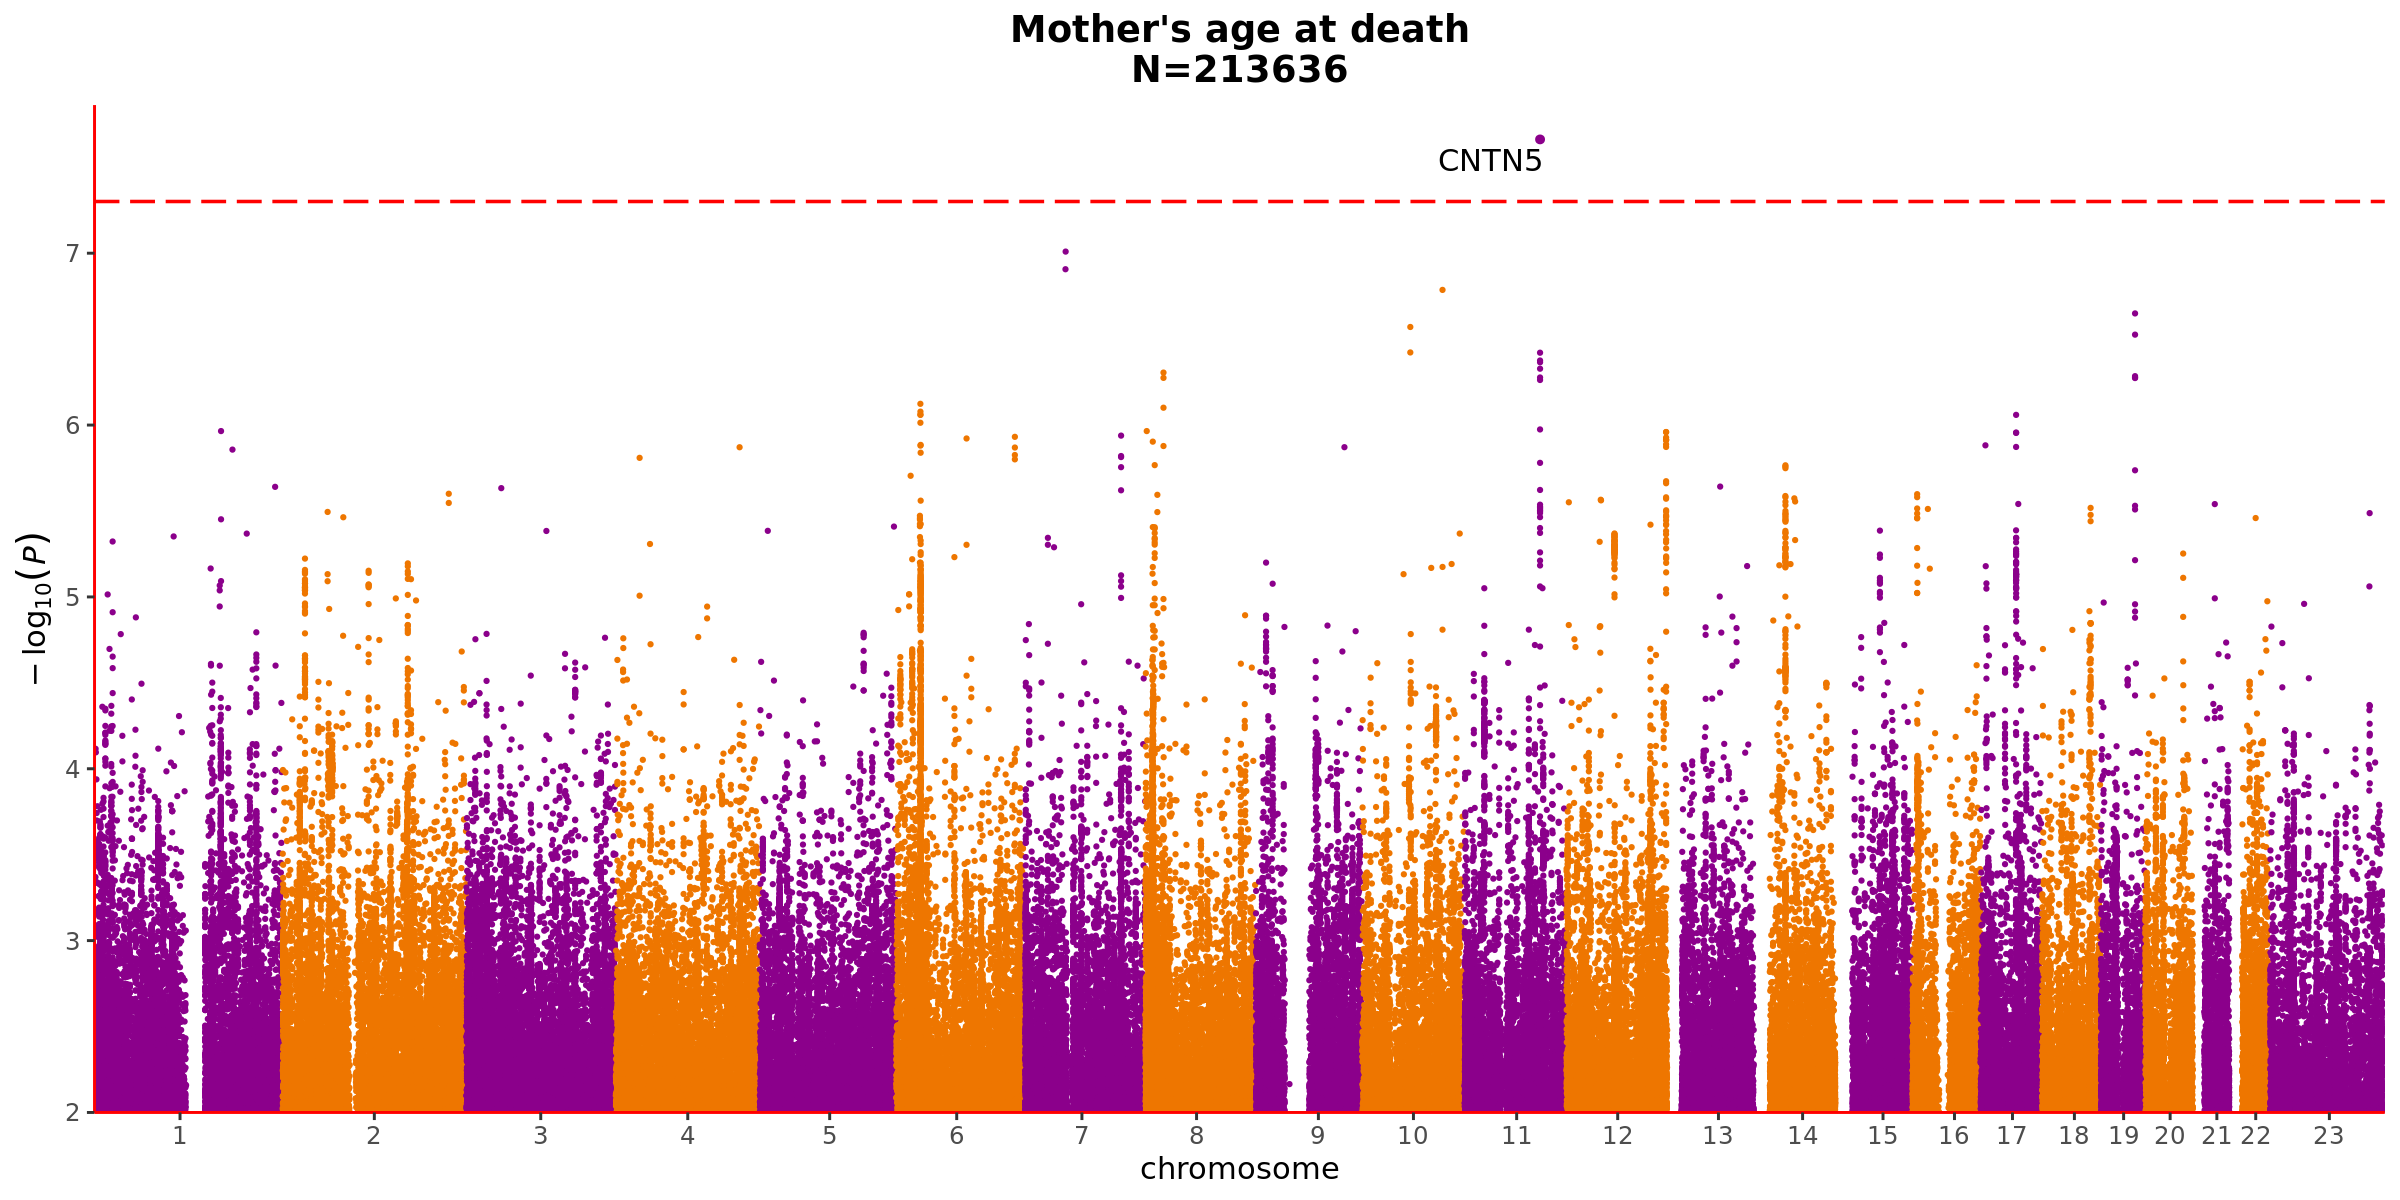 Mother's age at death
N=213636
CNTN5
7
6
5
4
3
2
−log10(P)
1 2 3 4 5 6 7 8 9 10 11 12 13 14 15 16 17 18 19 20 21 22 23
chromosome